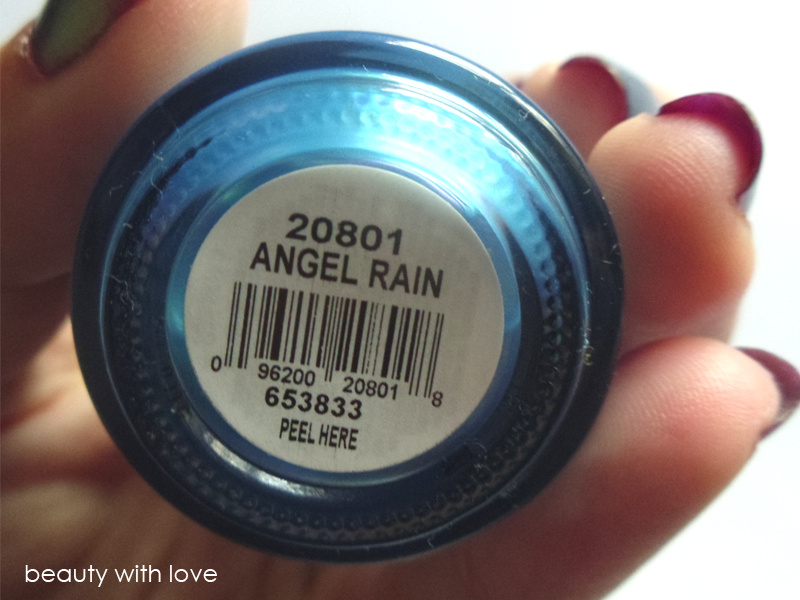 20801
ANGEL RAIN
0 96200 20801 8
653833
PEEL HERE
beauty with love